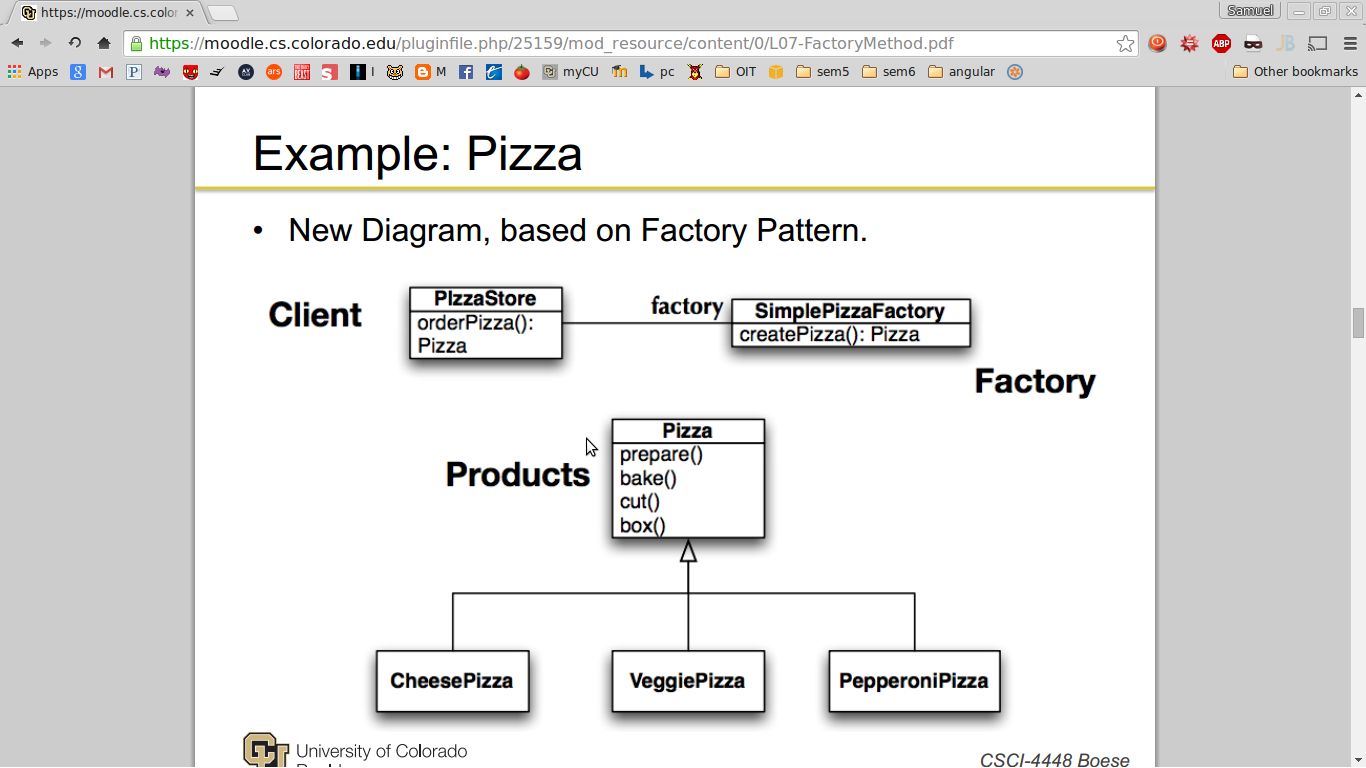 https://moodle.cs.color
Samuel
https://moodle.cs.colorado.edu/pluginfile.php/25159/mod_resource/content/0/L07-FactoryMethod.pdf
ABP
JB
Apps
I
M
myCU
pc
OIT
sem5
sem6
angular
Other bookmarks
Example: Pizza
• New Diagram, based on Factory Pattern.
Client
PIzzaStore
orderPizza():
Pizza
factory
SimplePizzaFactory
createPizza(): Pizza
Factory
Products
Pizza
prepare()
bake()
cut()
box()
CheesePizza
VeggiePizza
PepperoniPizza
University of Colorado
CSCI-4448 Boese